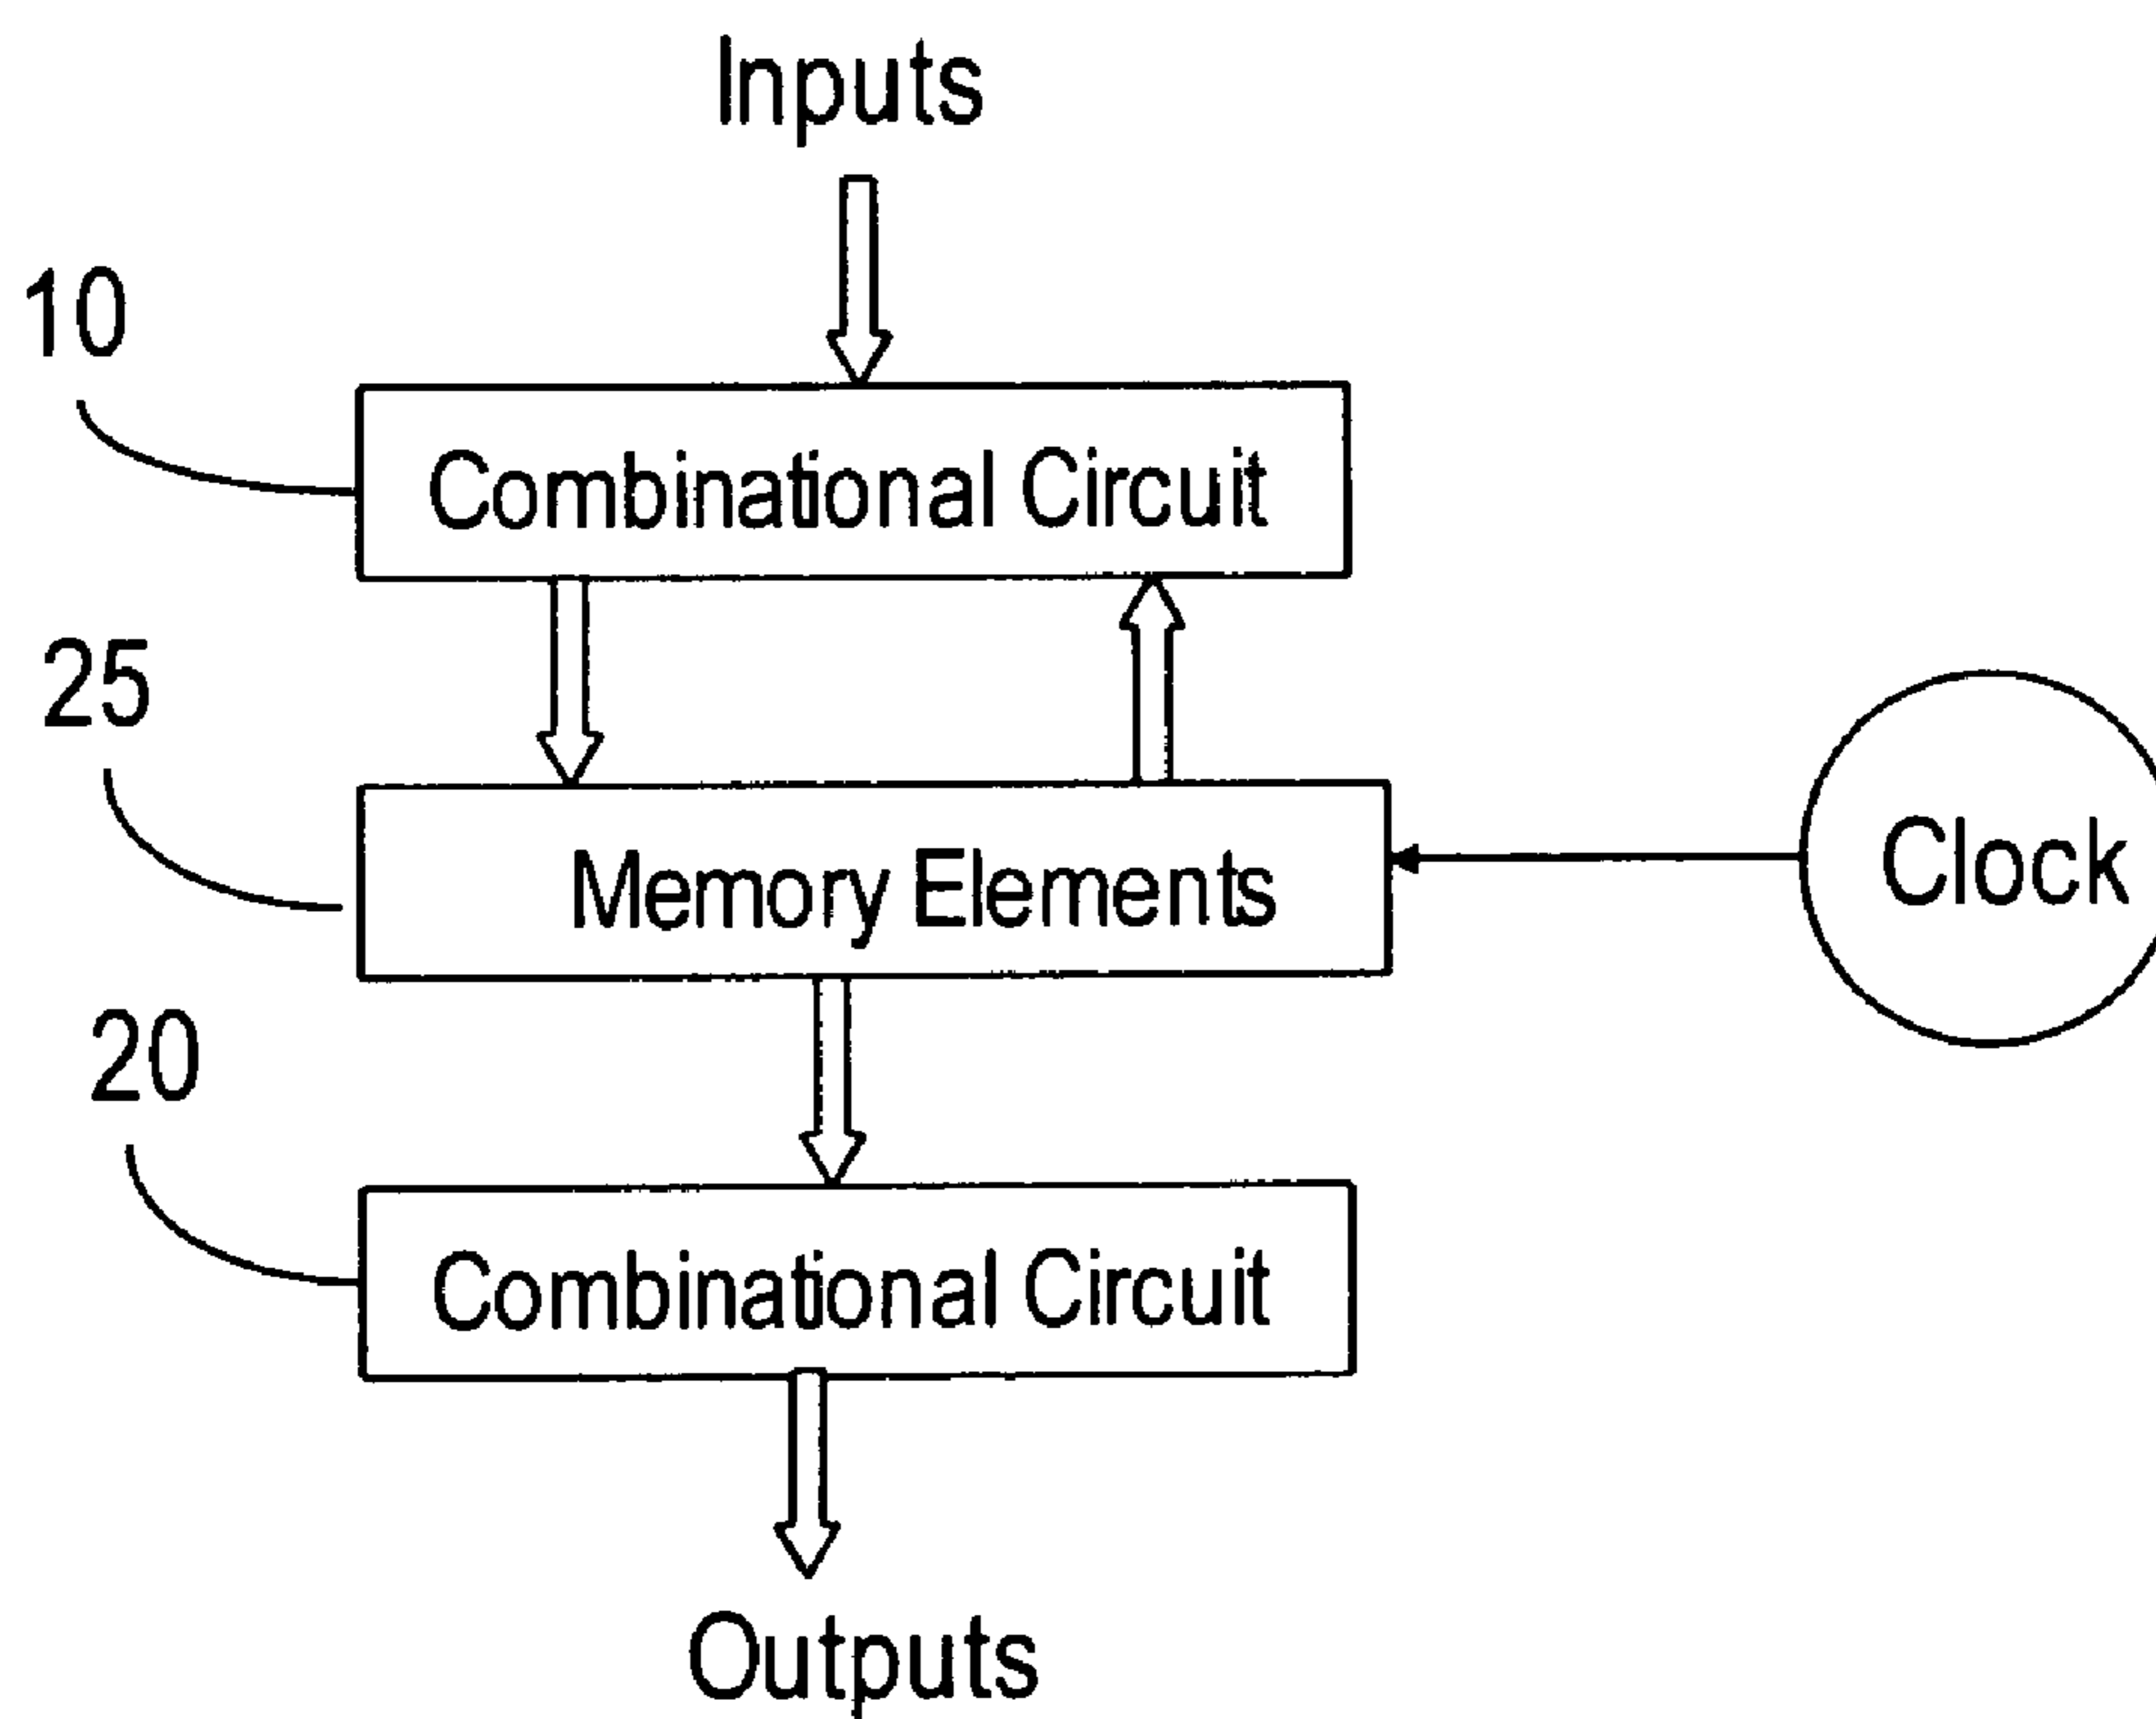 Inputs
10
Combinational Circuit
25
Memory Elements
Clock
20
Combinational Circuit
Outputs